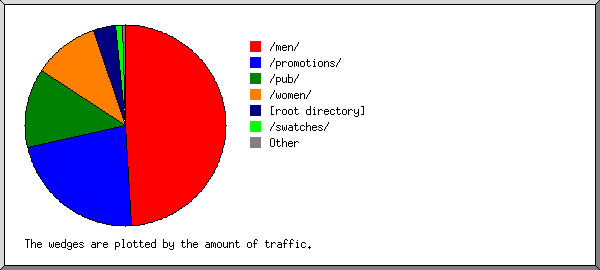 /men/
/promotions/
/pub/
/women/
[root directory]
/swatches/
Other
The wedges are plotted by the amount of traffic.